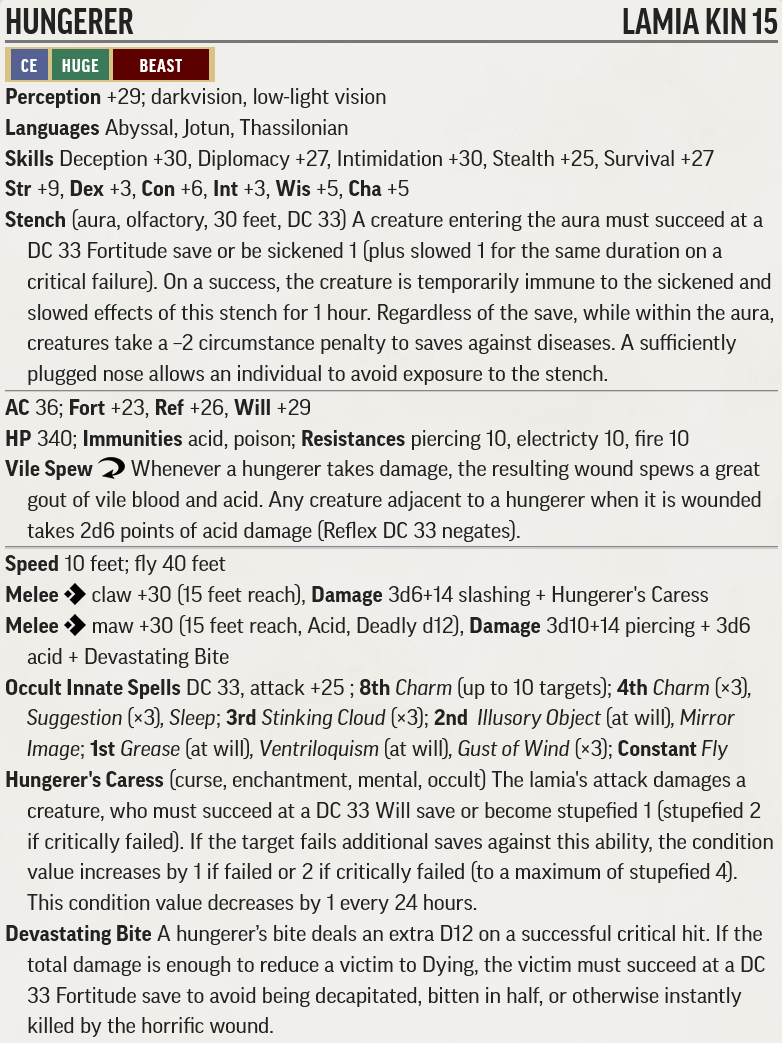 HUNGERER LAMIA KIN 15
CE HUGE BEAST
Perception +29; darkvision, low-light vision
Languages Abyssal, Jotun, Thassilonian
Skills Deception +30, Diplomacy +27, Intimidation +30, Stealth +25, Survival +27
Str +9, Dex +3, Con +6, Int +3, Wis +5, Cha +5
Stench (aura, olfactory, 30 feet, DC 33) A creature entering the aura must succeed at a
DC 33 Fortitude save or be sickened 1 (plus slowed 1 for the same duration on a
critical failure). On a success, the creature is temporarily immune to the sickened and
slowed effects of this stench for 1 hour. Regardless of the save, while within the aura,
creatures take a –2 circumstance penalty to saves against diseases. A sufficiently
plugged nose allows an individual to avoid exposure to the stench.
AC 36; Fort +23, Ref +26, Will +29
HP 340; Immunities acid, poison; Resistances piercing 10, electricty 10, fire 10
Vile Spew Whenever a hungerer takes damage, the resulting wound spews a great
gout of vile blood and acid. Any creature adjacent to a hungerer when it is wounded
takes 2d6 points of acid damage (Reflex DC 33 negates).
Speed 10 feet; fly 40 feet
Melee claw +30 (15 feet reach), Damage 3d6+14 slashing + Hungerer's Caress
Melee maw +30 (15 feet reach, Acid, Deadly d12), Damage 3d10+14 piercing + 3d6
acid + Devastating Bite
Occult Innate Spells DC 33, attack +25 ; 8th Charm (up to 10 targets); 4th Charm (×3),
Suggestion (×3), Sleep; 3rd Stinking Cloud (×3); 2nd Illusory Object (at will), Mirror
Image; 1st Grease (at will), Ventriloquism (at will), Gust of Wind (×3); Constant Fly
Hungerer's Caress (curse, enchantment, mental, occult) The lamia's attack damages a
creature, who must succeed at a DC 33 Will save or become stupefied 1 (stupefied 2
if critically failed). If the target fails additional saves against this ability, the condition
value increases by 1 if failed or 2 if critically failed (to a maximum of stupefied 4).
This condition value decreases by 1 every 24 hours.
Devastating Bite A hungerer’s bite deals an extra D12 on a successful critical hit. If the
total damage is enough to reduce a victim to Dying, the victim must succeed at a DC
33 Fortitude save to avoid being decapitated, bitten in half, or otherwise instantly
killed by the horrific wound.